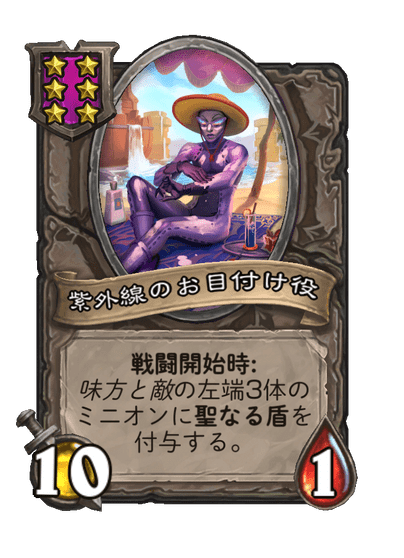 紫外線のお目付け役
戦闘開始時:
味方と敵の左端3体の
ミニオンに聖なる盾を
付与する。
10
1